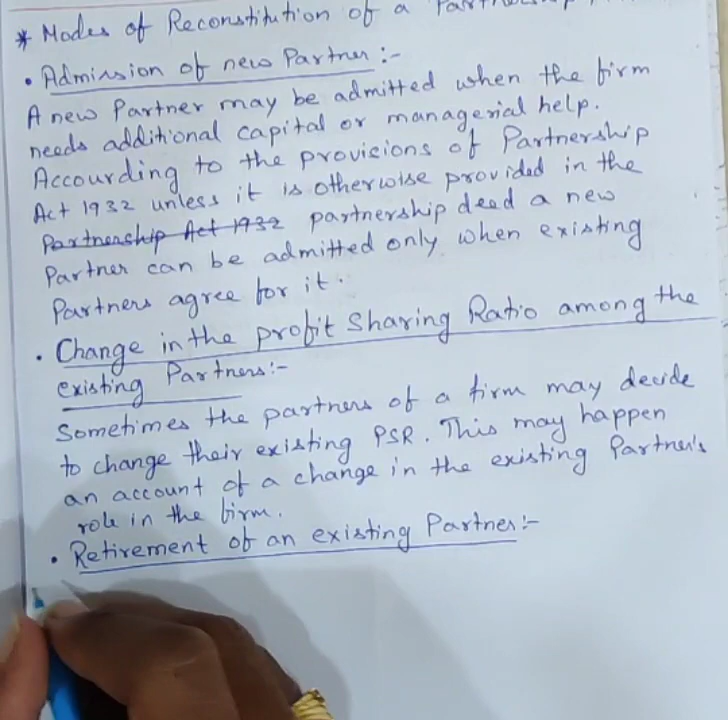 * Modes of Reconstitution of a
• Admission of new Partner :-
A new Partner may be admitted when the firm
needs additional capital or managerial help.
Accourding to the provisions of Partnership
Act 1932 unless it is otherwise provided in the
Partnership Act 1932 partnership deed a new
Partner can be admitted only when existing
Partners agree for it.
• Change in the profit Sharing Ratio among the
existing Partners:-
Sometimes the partners of a firm may decide
to change their existing PSR. This may happen
an account of a change in the existing Partner's
role in the firm.
• Retirement of an existing Partner:-